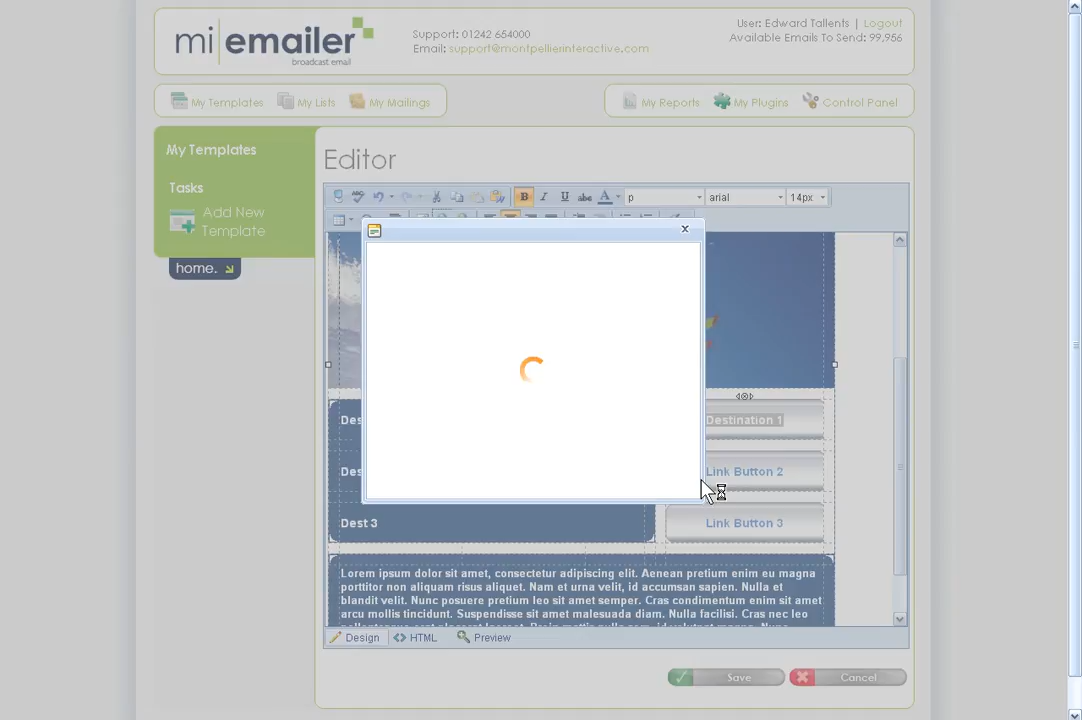 mi emailer
broadcast email
Support: 01242 654000
Email: support@montpellierinteractive.com
User: Edward Tallents | Logout
Available Emails To Send: 99,956
My Templates
My Lists
My Mailings
My Reports
My Plugins
Control Panel
My Templates
Tasks
Add New
Template
home.
Editor
B I U abc A p arial 14px
x
Des
Destination 1
Des
Link Button 2
Dest 3
Link Button 3
Lorem ipsum dolor sit amet, consectetur adipiscing elit. Aenean pretium enim eu magna
porttitor non aliquam risus aliquet. Nam et urna velit, id accumsan sapien. Nulla et
blandit velit. Nunc posuere pretium leo sit amet semper. Cras condimentum enim sit amet
arcu mollis tincidunt. Suspendisse sit amet malesuada diam. Nulla facilisi. Cras nec leo
Design
HTML
Preview
Save
Cancel